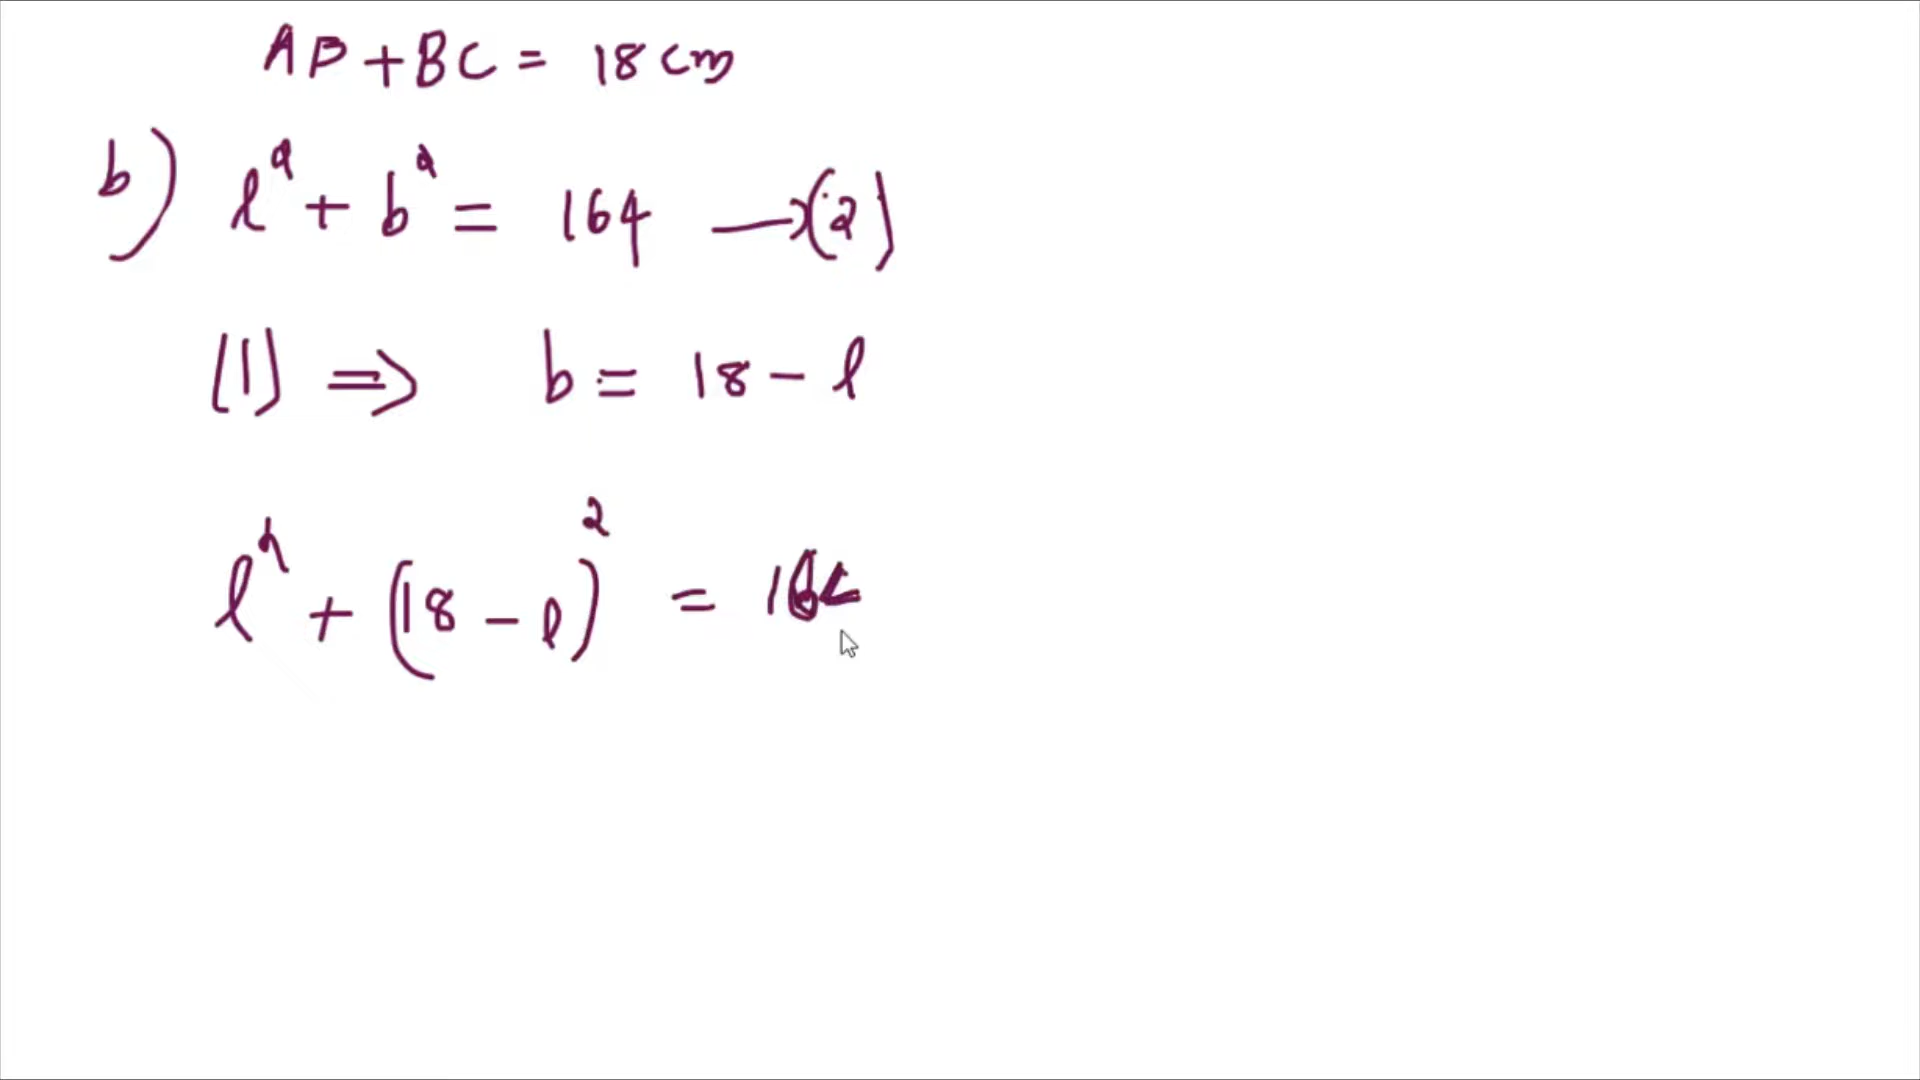 AB + BC = 18 cm
b) l² + b² = 164 → (2)
(1) ⇒ b = 18 - l
l² + (18 - l)² = 164